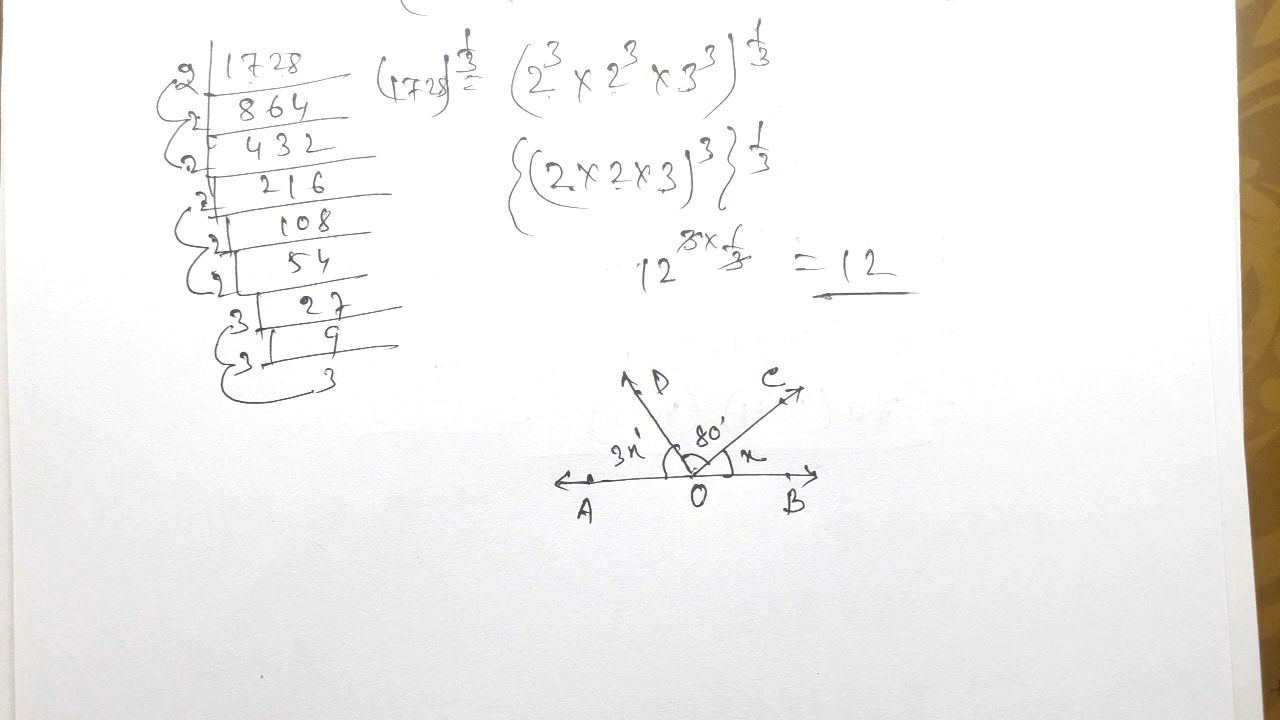 2 | 1728
2 | 864
2 | 432
2 | 216
2 | 108
2 | 54
3 | 27
3 | 9
3
(1728)^{1/3} = (2^3 × 2^3 × 3^3)^{1/3}
{(2 × 2 × 3)^3}^{1/3}
12^{3 × 1/3} = 12
D C
3x° 80° x
A O B